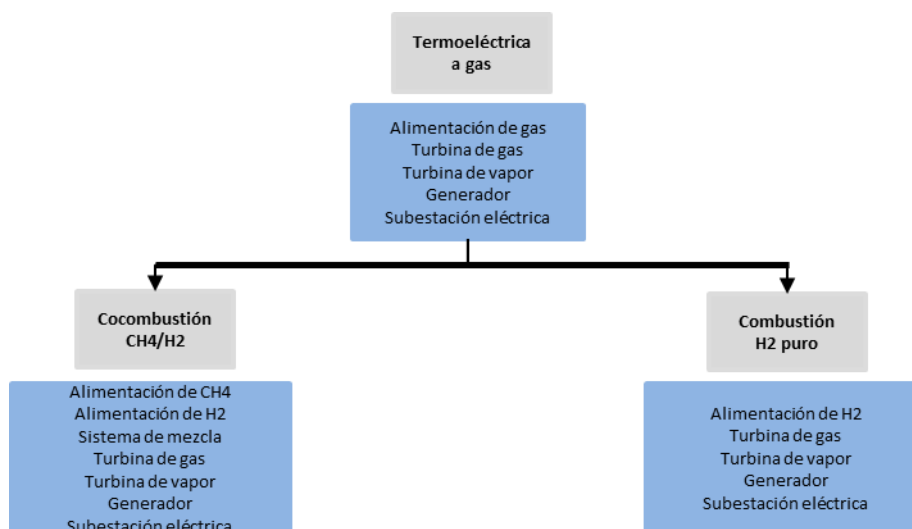 Termoeléctrica
a gas
Alimentación de gas
Turbina de gas
Turbina de vapor
Generador
Subestación eléctrica
Cocombustión
CH4/H2
Alimentación de CH4
Alimentación de H2
Sistema de mezcla
Turbina de gas
Turbina de vapor
Generador
Subestación eléctrica
Combustión
H2 puro
Alimentación de H2
Turbina de gas
Turbina de vapor
Generador
Subestación eléctrica